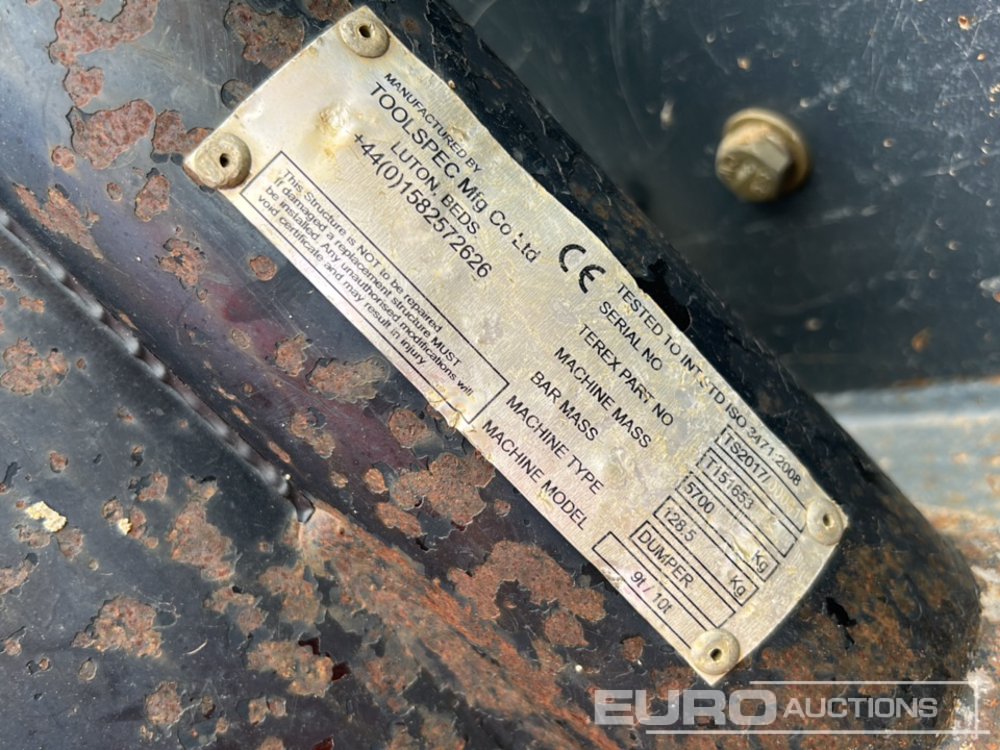 MANUFACTURED BY
TOOLSPEC Mfg Co Ltd
LUTON, BEDS
+44(0)1582572626
This Structure is NOT to be repaired
If damaged a replacement structure MUST
be installed. Any unauthorised modifications will
void certificate and may result in injury
CE
TESTED TO INT STD ISO 3471:2008
SERIAL NO TS2017/
TEREX PART NO T151653
MACHINE MASS 5700 Kg
BAR MASS 128.5 Kg
MACHINE TYPE DUMPER
MACHINE MODEL 9t / 10t
EURO AUCTIONS